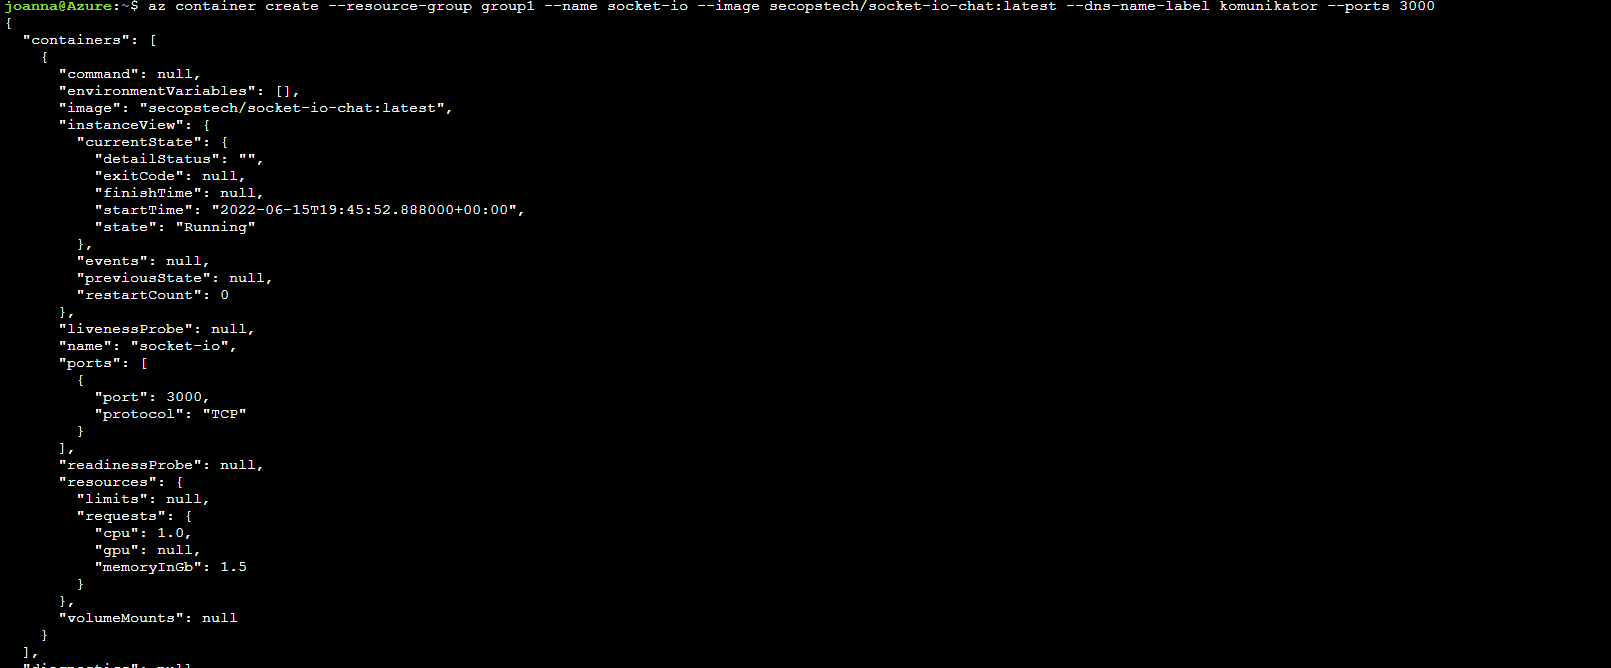 joanna@Azure:~$ az container create --resource-group group1 --name socket-io --image secopstech/socket-io-chat:latest --dns-name-label komunikator --ports 3000
{
  "containers": [
    {
      "command": null,
      "environmentVariables": [],
      "image": "secopstech/socket-io-chat:latest",
      "instanceView": {
        "currentState": {
          "detailStatus": "",
          "exitCode": null,
          "finishTime": null,
          "startTime": "2022-06-15T19:45:52.888000+00:00",
          "state": "Running"
        },
        "events": null,
        "previousState": null,
        "restartCount": 0
      },
      "livenessProbe": null,
      "name": "socket-io",
      "ports": [
        {
          "port": 3000,
          "protocol": "TCP"
        }
      ],
      "readinessProbe": null,
      "resources": {
        "limits": null,
        "requests": {
          "cpu": 1.0,
          "gpu": null,
          "memoryInGb": 1.5
        }
      },
      "volumeMounts": null
    }
  ],